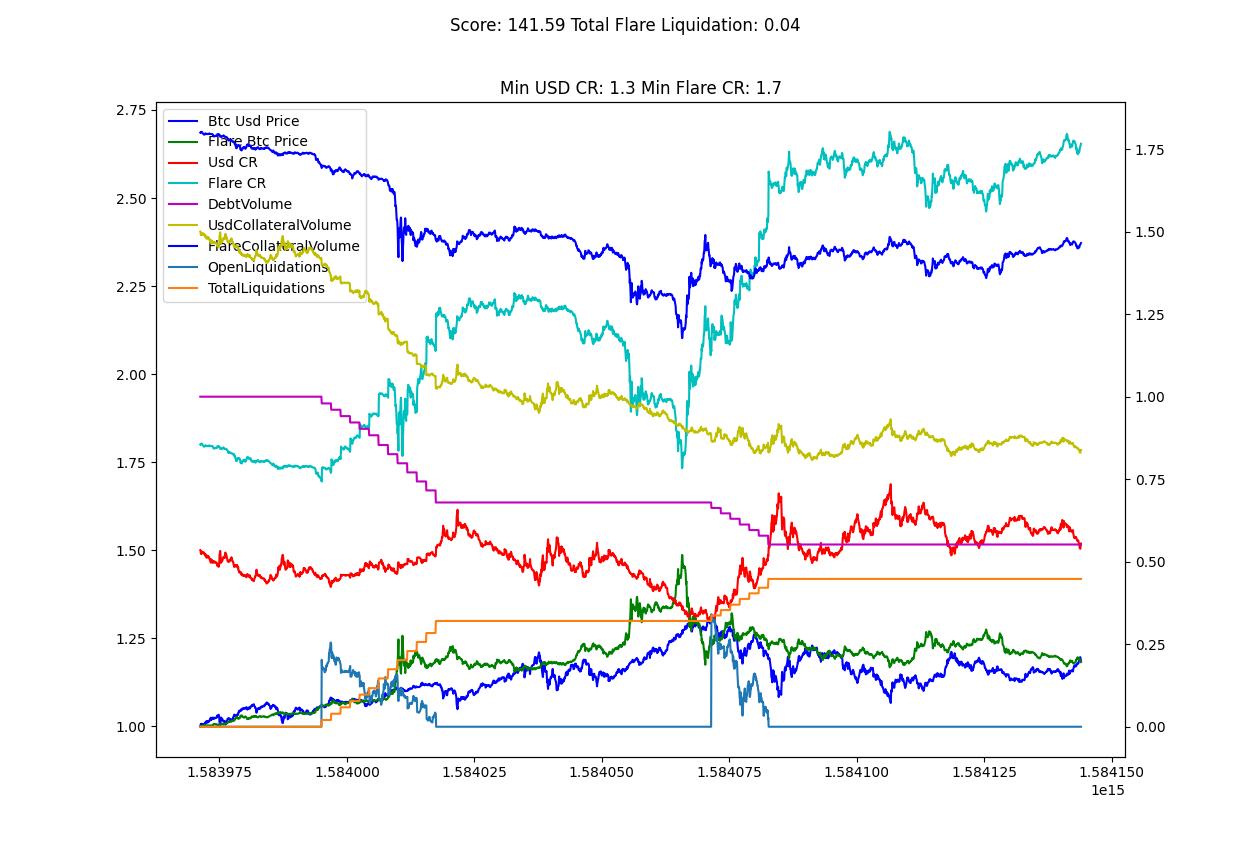 Score: 141.59 Total Flare Liquidation: 0.04
Min USD CR: 1.3 Min Flare CR: 1.7
Btc Usd Price
Flare Btc Price
Usd CR
Flare CR
DebtVolume
UsdCollateralVolume
FlareCollateralVolume
OpenLiquidations
TotalLiquidations
2.75
2.50
2.25
2.00
1.75
1.50
1.25
1.00
1.75
1.50
1.25
1.00
0.75
0.50
0.25
0.00
1.583975 1.584000 1.584025 1.584050 1.584075 1.584100 1.584125 1.584150
1e15